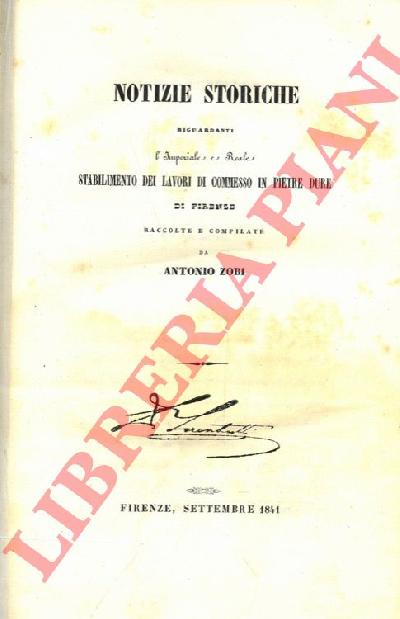 NOTIZIE STORICHE
RIGUARDANTI
l'Imperiale e Reale
STABILIMENTO DEI LAVORI DI COMMESSO IN PIETRE DURE
DI FIRENZE
RACCOLTE E COMPILATE
DA
ANTONIO ZOBI
FIRENZE, SETTEMBRE 1841
LIBRERIA PIANI